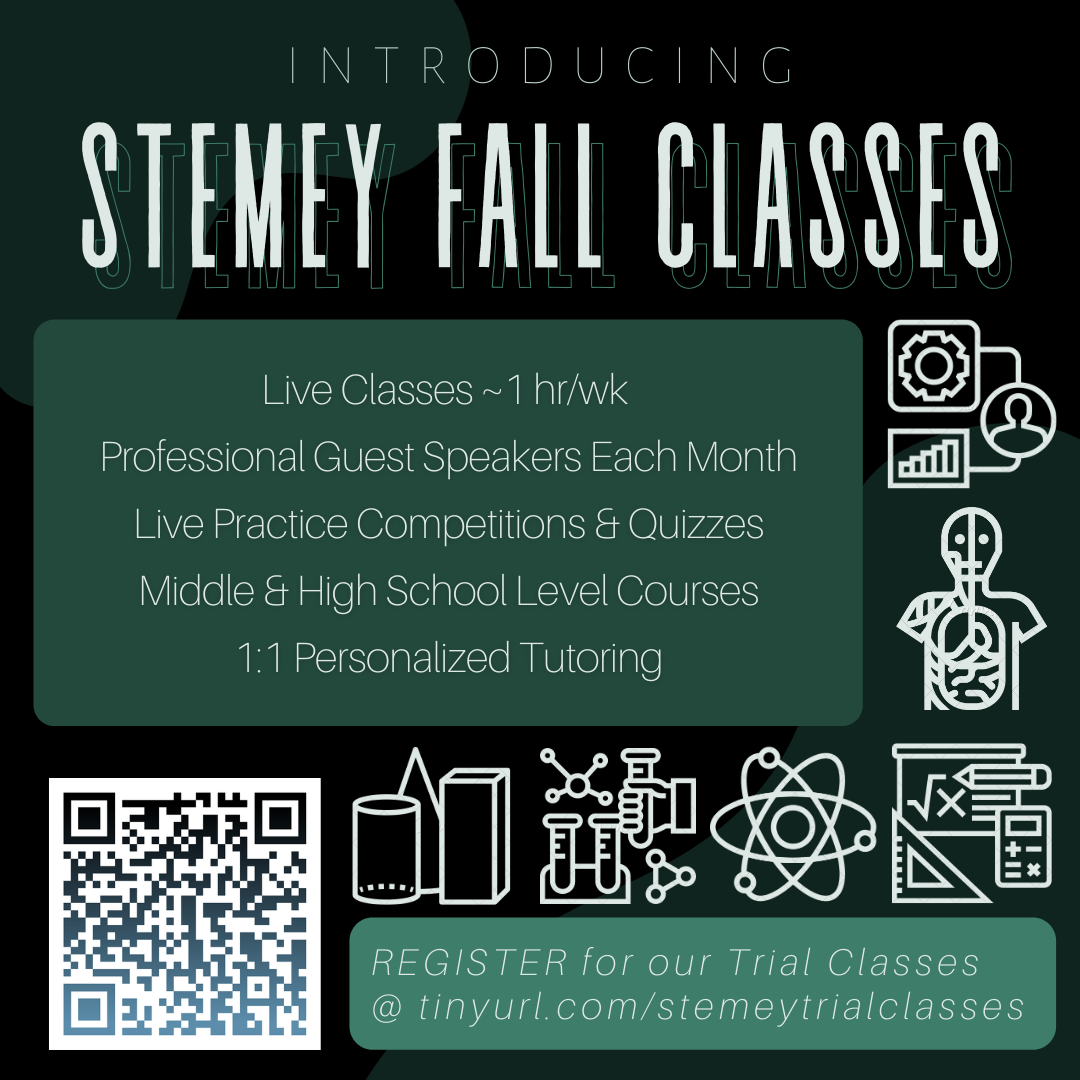 INTRODUCING
STEMEY FALL CLASSES
Live Classes ~1 hr/wk
Professional Guest Speakers Each Month
Live Practice Competitions & Quizzes
Middle & High School Level Courses
1:1 Personalized Tutoring
REGISTER for our Trial Classes
@ tinyurl.com/stemeytrialclasses